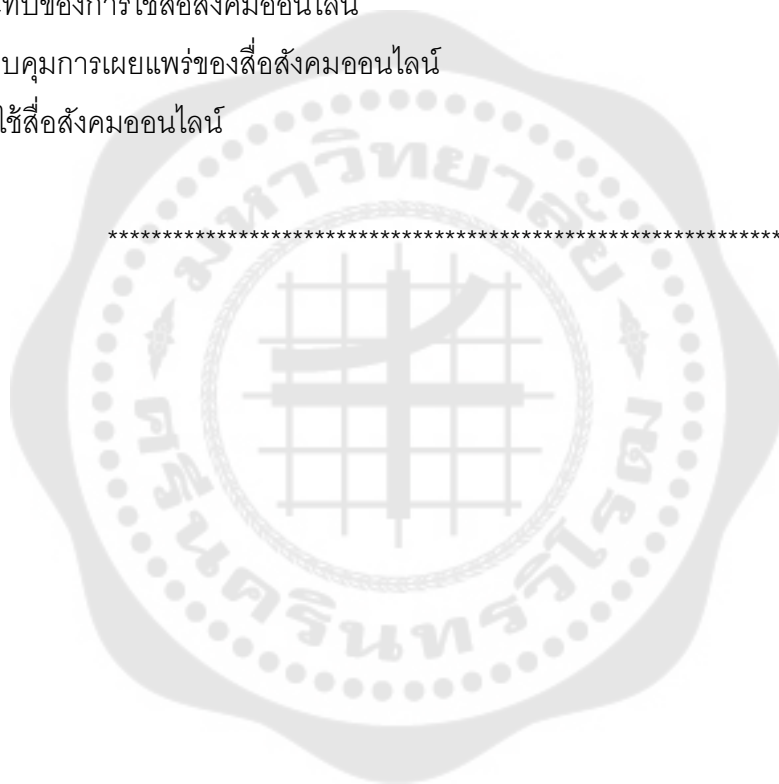 ทบของการใช้สื่อสังคมออนไลน์
บคุมการเผยแพร่ของสื่อสังคมออนไลน์
ใช้สื่อสังคมออนไลน์
มหาวิทยาลัย
**************************************************************
ศรีนครินทรวิโรฒ